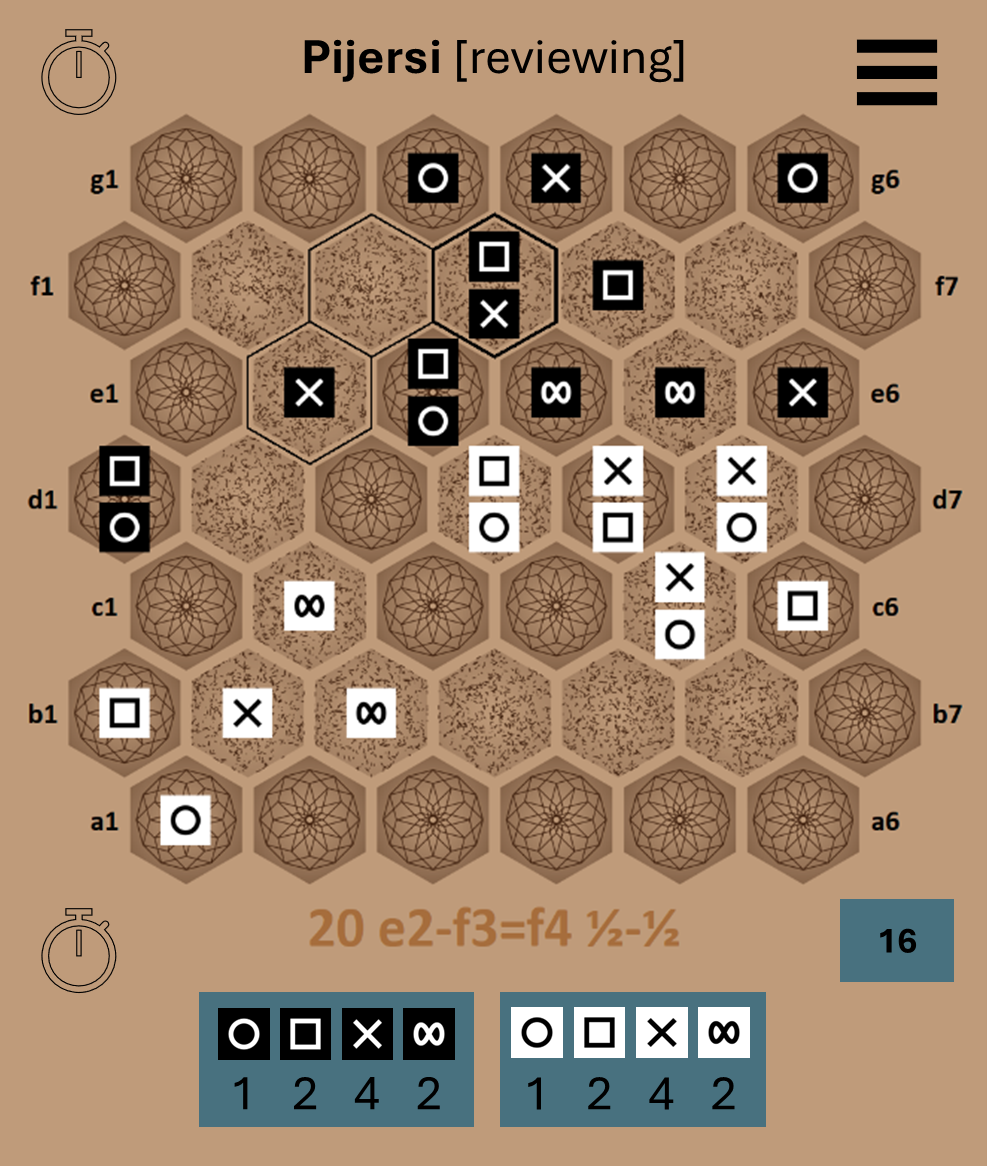 Pijersi [reviewing]
g1 g6
f1 f7
e1 e6
d1 d7
c1 c6
b1 b7
a1 a6
20 e2-f3=f4 ½-½
16
1 2 4 2 1 2 4 2